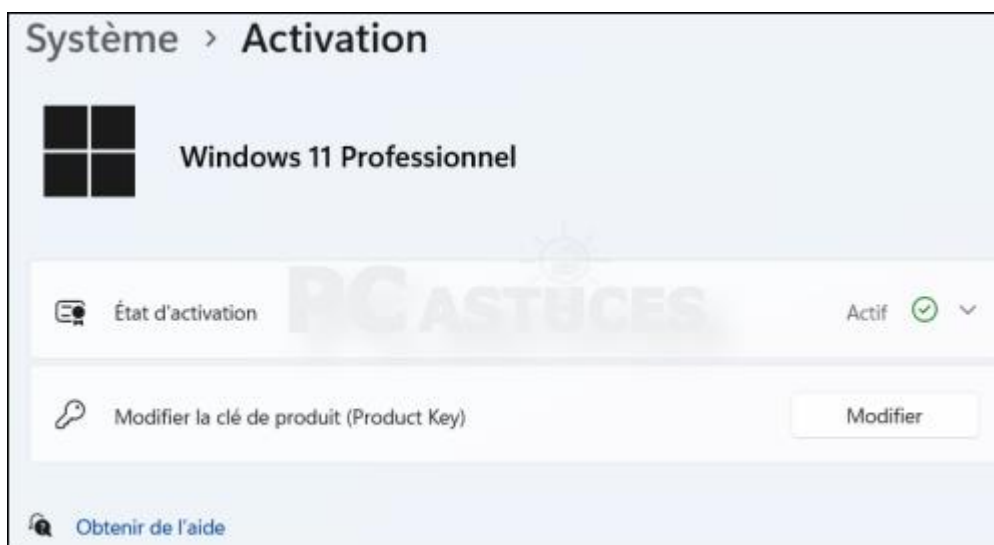 Système > Activation
Windows 11 Professionnel
PC ASTUCES
État d'activation Actif
Modifier la clé de produit (Product Key) Modifier
Obtenir de l'aide